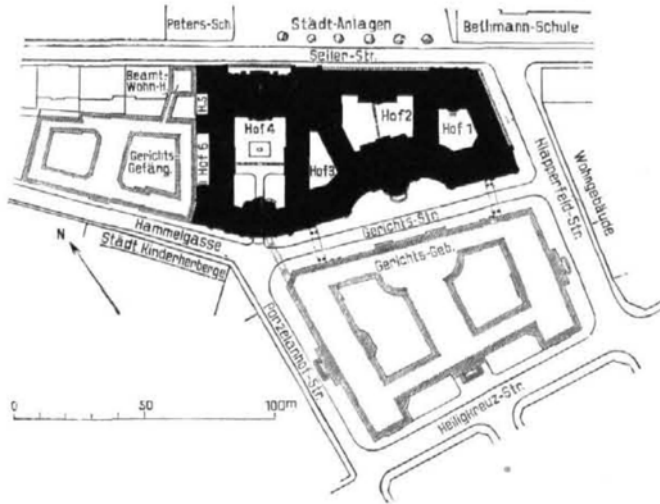 Peters-Sch.
Städt-Anlagen
Bethmann-Schule
Seiler-Str.
Beamt.-
Wohn-H.
H.5
Hof 4
Hof 2
Hof 1
Hof 3
Hof 6
Gerichts
Gefäng.
Klapperfeld-Str.
Wohngebäude
Gerichts-Str.
Hammelgasse
Städt Kinderherberge
Gerichts-Geb.
N
Porzellanhof-Str.
Heiligkreuz-Str.
0 50 100m